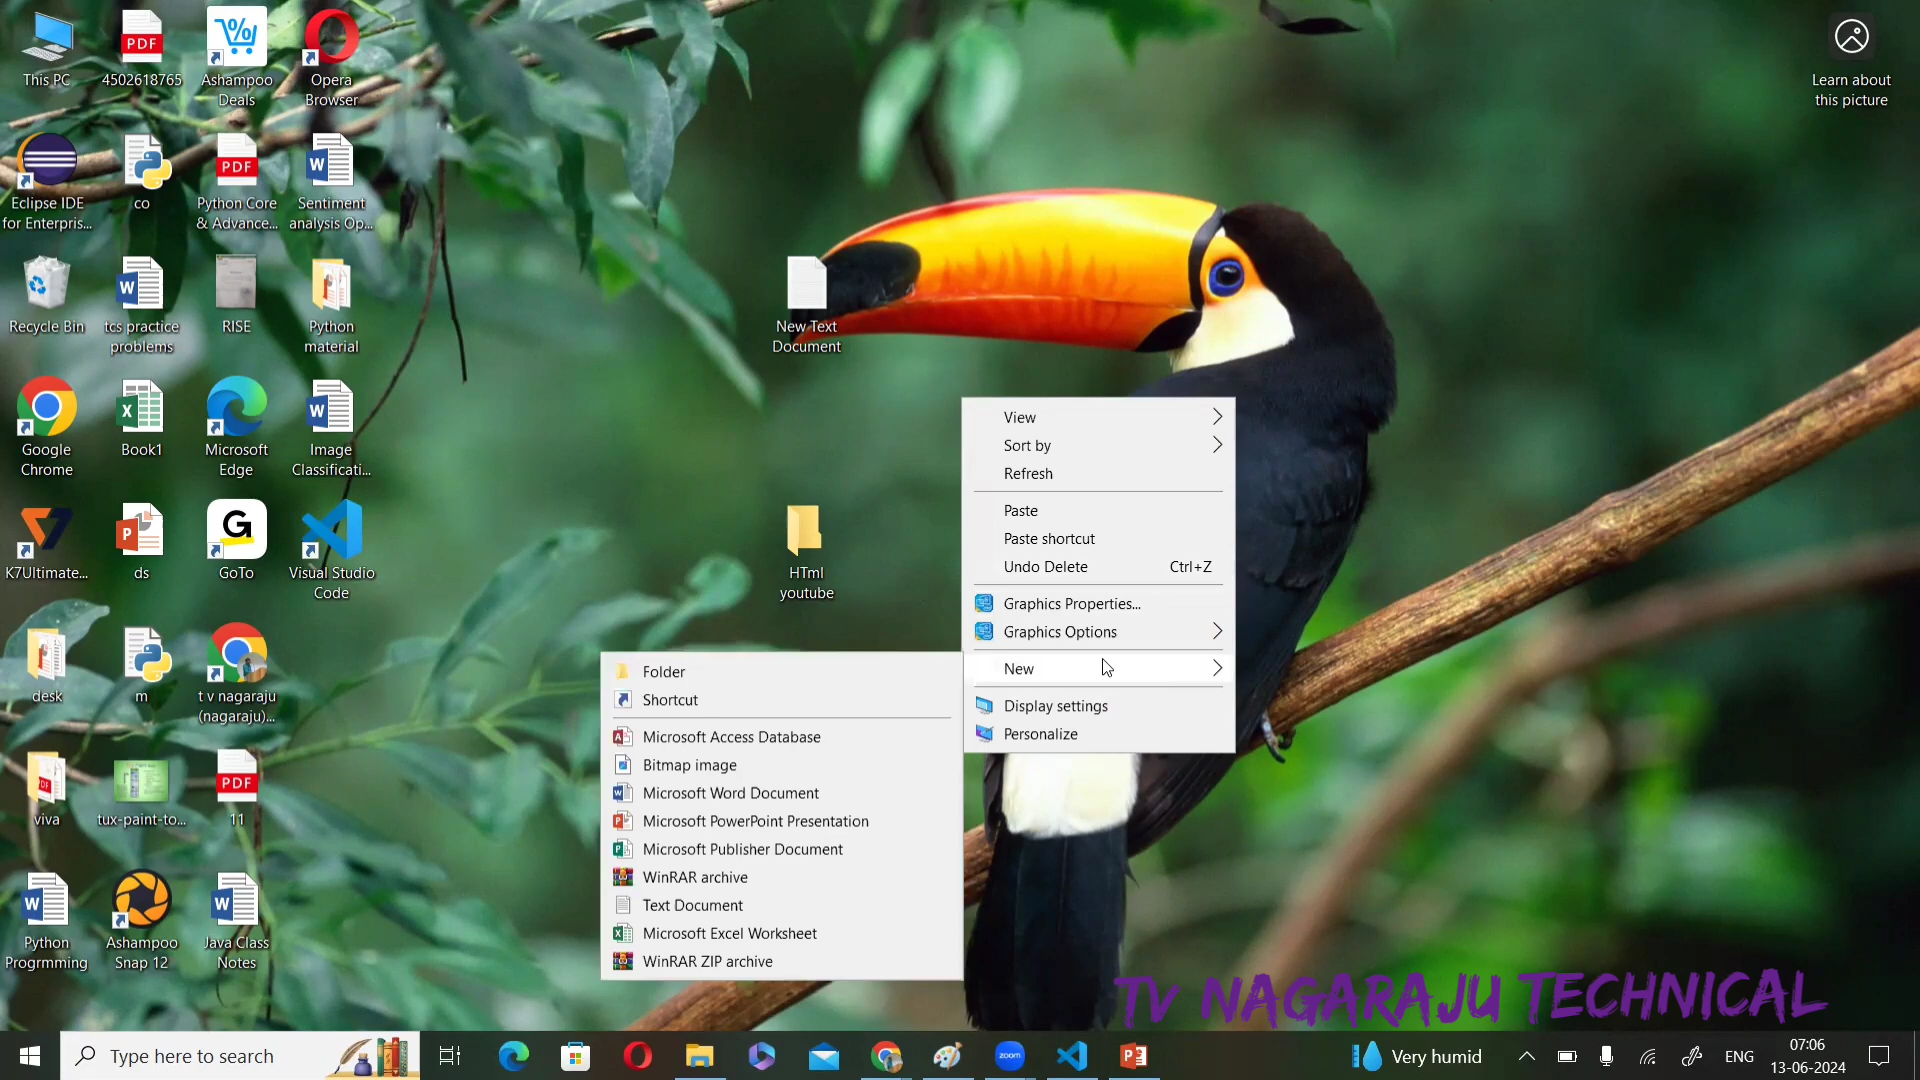 This PC
4502618765
Ashampoo
Deals
Opera
Browser
Eclipse IDE
for Enterpris...
co
Python Core
& Advance...
Sentiment
analysis Op...
Recycle Bin
tcs practice
problems
RISE
Python
material
Google
Chrome
Book1
Microsoft
Edge
Image
Classificati...
K7Ultimate...
ds
GoTo
Visual Studio
Code
desk
m
t v nagaraju
(nagaraju)...
viva
tux-paint-to...
11
Python
Progrmming
Ashampoo
Snap 12
Java Class
Notes
PDF
PDF
PDF
New Text
Document
HTml
youtube
Learn about
this picture
View
Sort by
Refresh
Paste
Paste shortcut
Undo Delete Ctrl+Z
Graphics Properties...
Graphics Options
New
Display settings
Personalize
Folder
Shortcut
Microsoft Access Database
Bitmap image
Microsoft Word Document
Microsoft PowerPoint Presentation
Microsoft Publisher Document
WinRAR archive
Text Document
Microsoft Excel Worksheet
WinRAR ZIP archive
TV NAGARAJU TECHNICAL
Type here to search
zoom
Very humid
ENG
07:06
13-06-2024